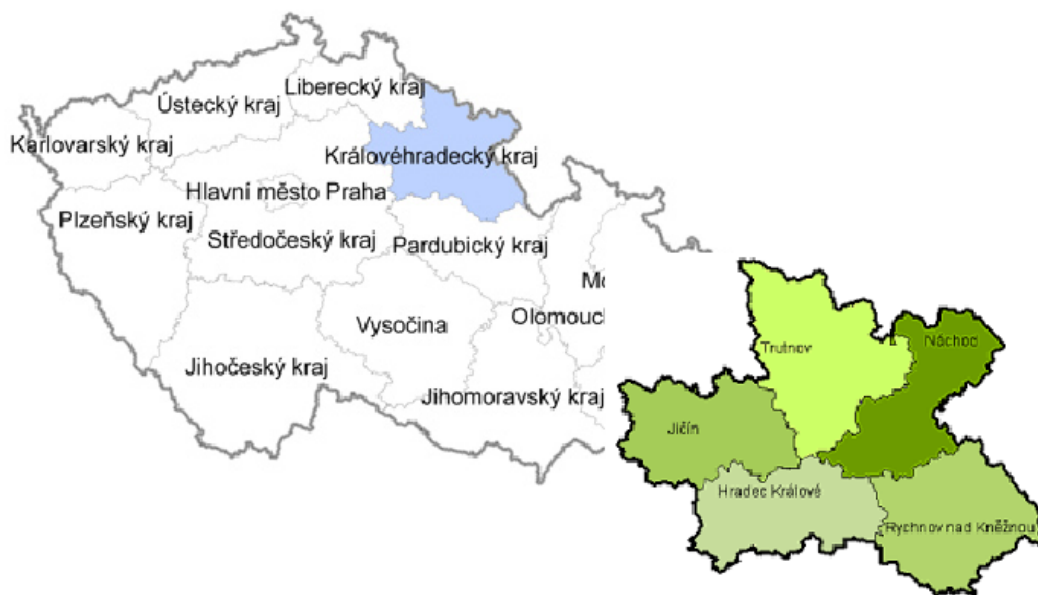 Liberecký kraj
Ústecký kraj
Karlovarský kraj
Královéhradecký kraj
Hlavní město Praha
Plzeňský kraj
Středočeský kraj
Pardubický kraj
Vysočina
Jihočeský kraj
Jihomoravský kraj
Trutnov
Náchod
Jičín
Hradec Králové
Rychnov nad Kněžnou